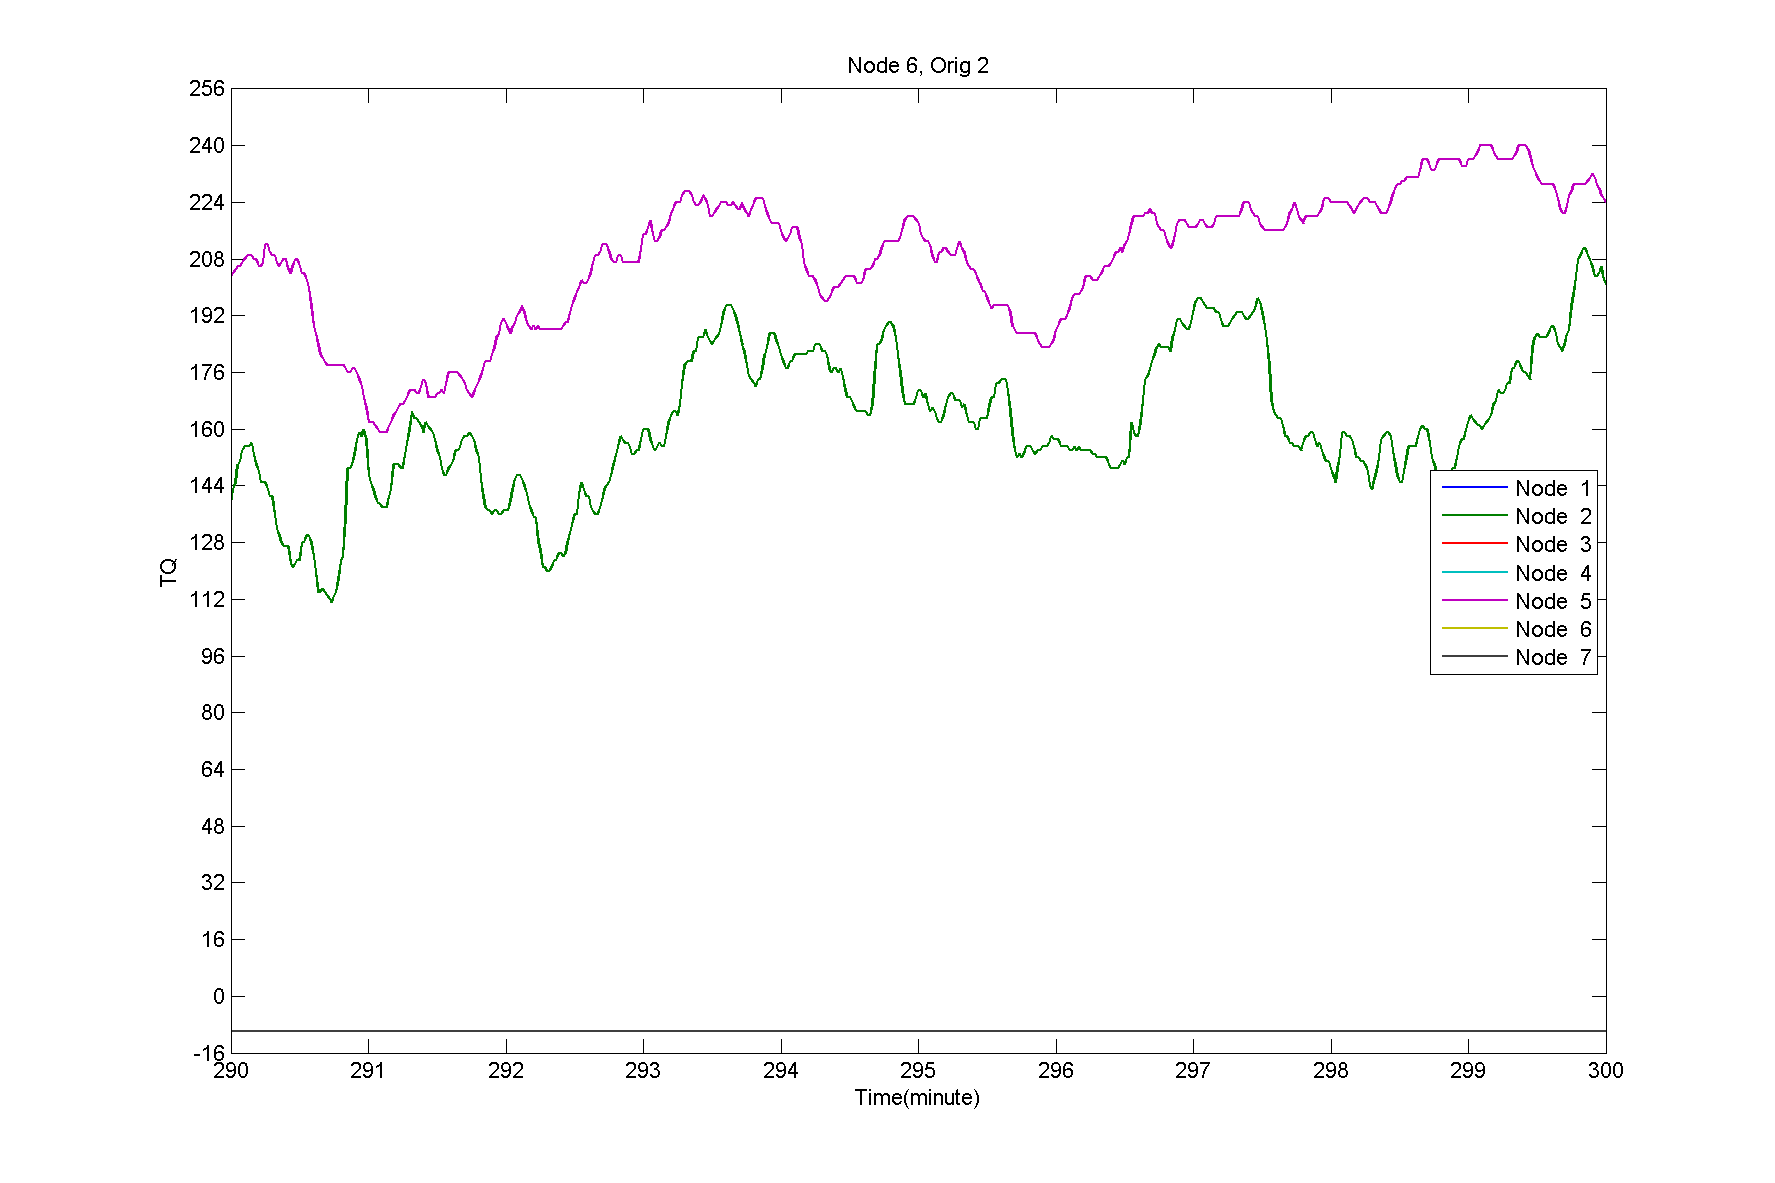 Node 6, Orig 2
256
240
224
208
192
176
160
144
128
112
96
80
64
48
32
16
0
-16
TQ
Node 1
Node 2
Node 3
Node 4
Node 5
Node 6
Node 7
290 291 292 293 294 295 296 297 298 299 300
Time(minute)